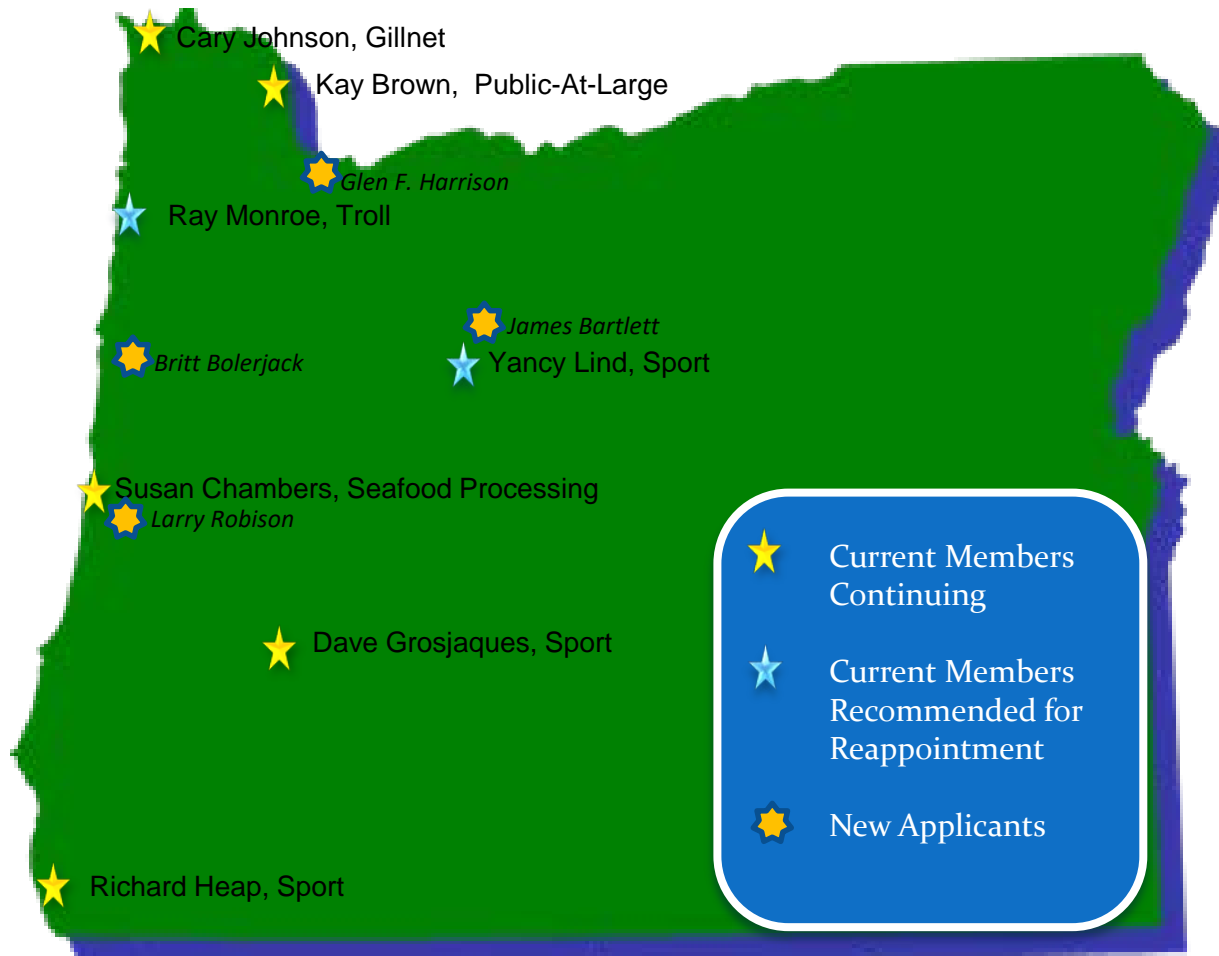 Cary Johnson, Gillnet
Kay Brown, Public-At-Large
Glen F. Harrison
Ray Monroe, Troll
James Bartlett
Britt Bolerjack
Yancy Lind, Sport
Susan Chambers, Seafood Processing
Larry Robison
Dave Grosjaques, Sport
Richard Heap, Sport
Current Members
Continuing
Current Members
Recommended for
Reappointment
New Applicants